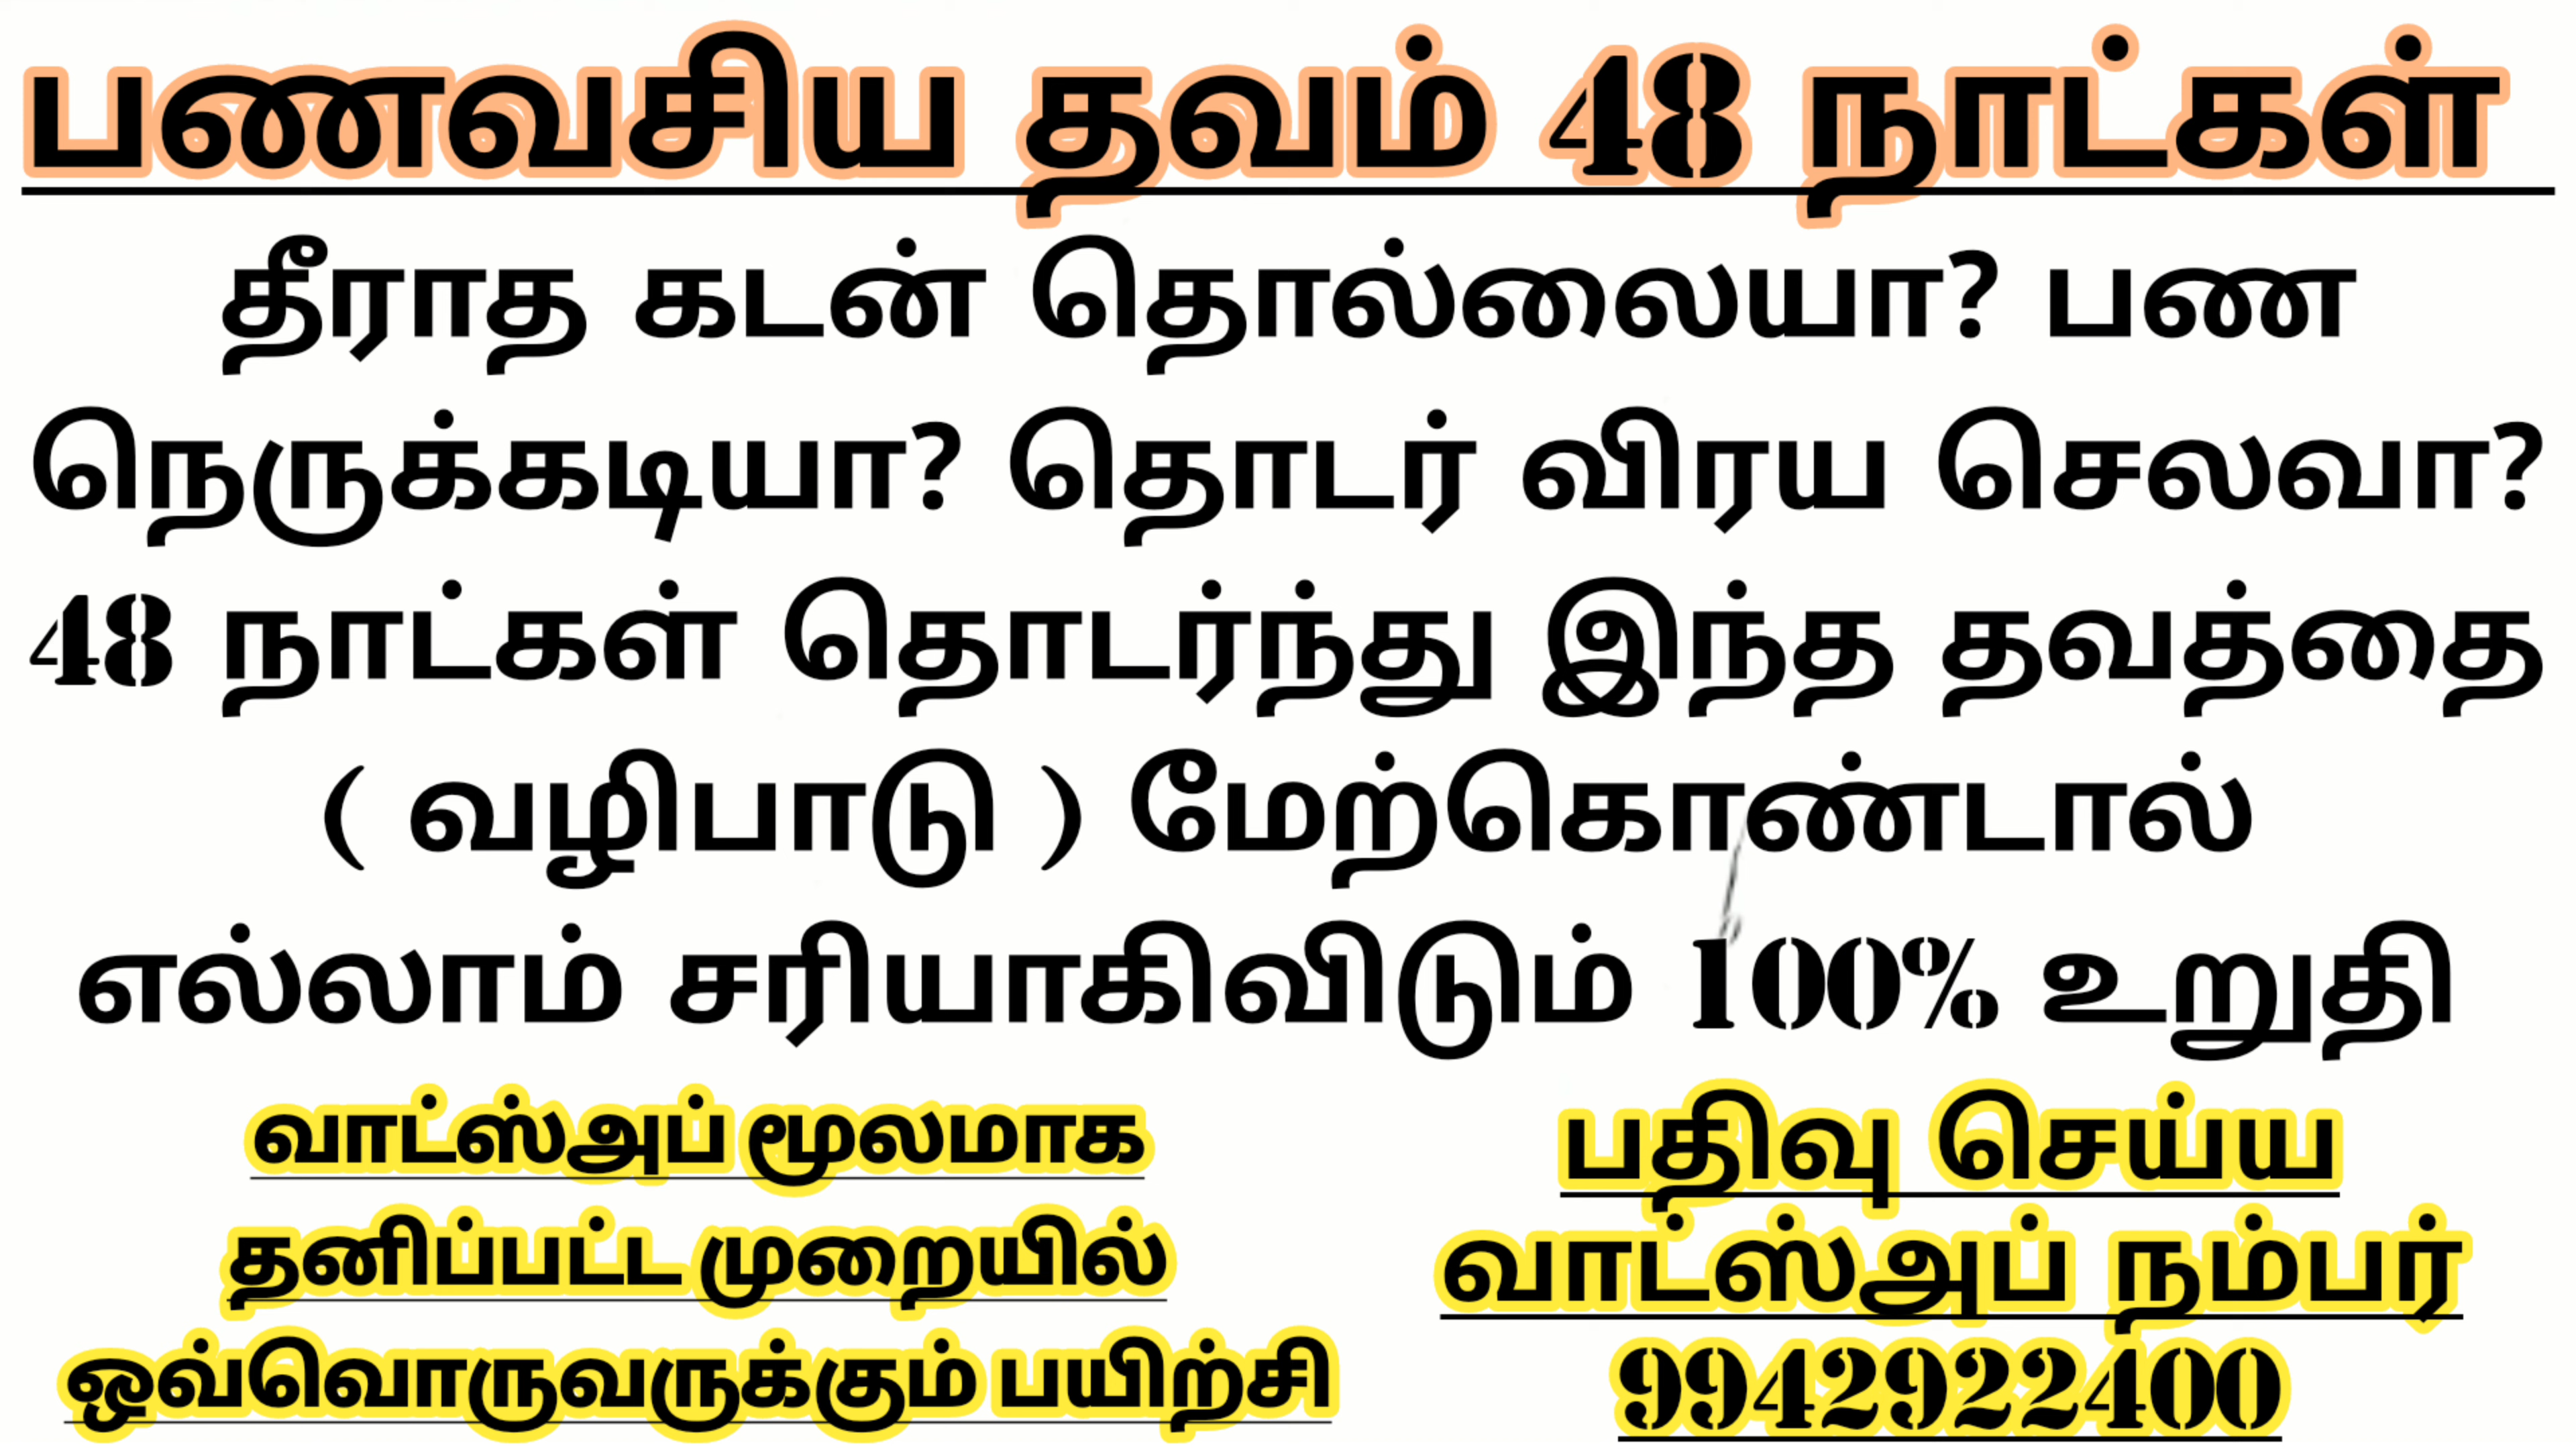 பணவசிய தவம் 48 நாட்கள்
தீராத கடன் தொல்லையா? பண
நெருக்கடியா? தொடர் விரய செலவா?
48 நாட்கள் தொடர்ந்து இந்த தவத்தை
( வழிபாடு ) மேற்கொண்டால்
எல்லாம் சரியாகிவிடும் 100% உறுதி
வாட்ஸ்அப் மூலமாக
தனிப்பட்ட முறையில்
ஒவ்வொருவருக்கும் பயிற்சி
பதிவு செய்ய
வாட்ஸ்அப் நம்பர்
9942922400